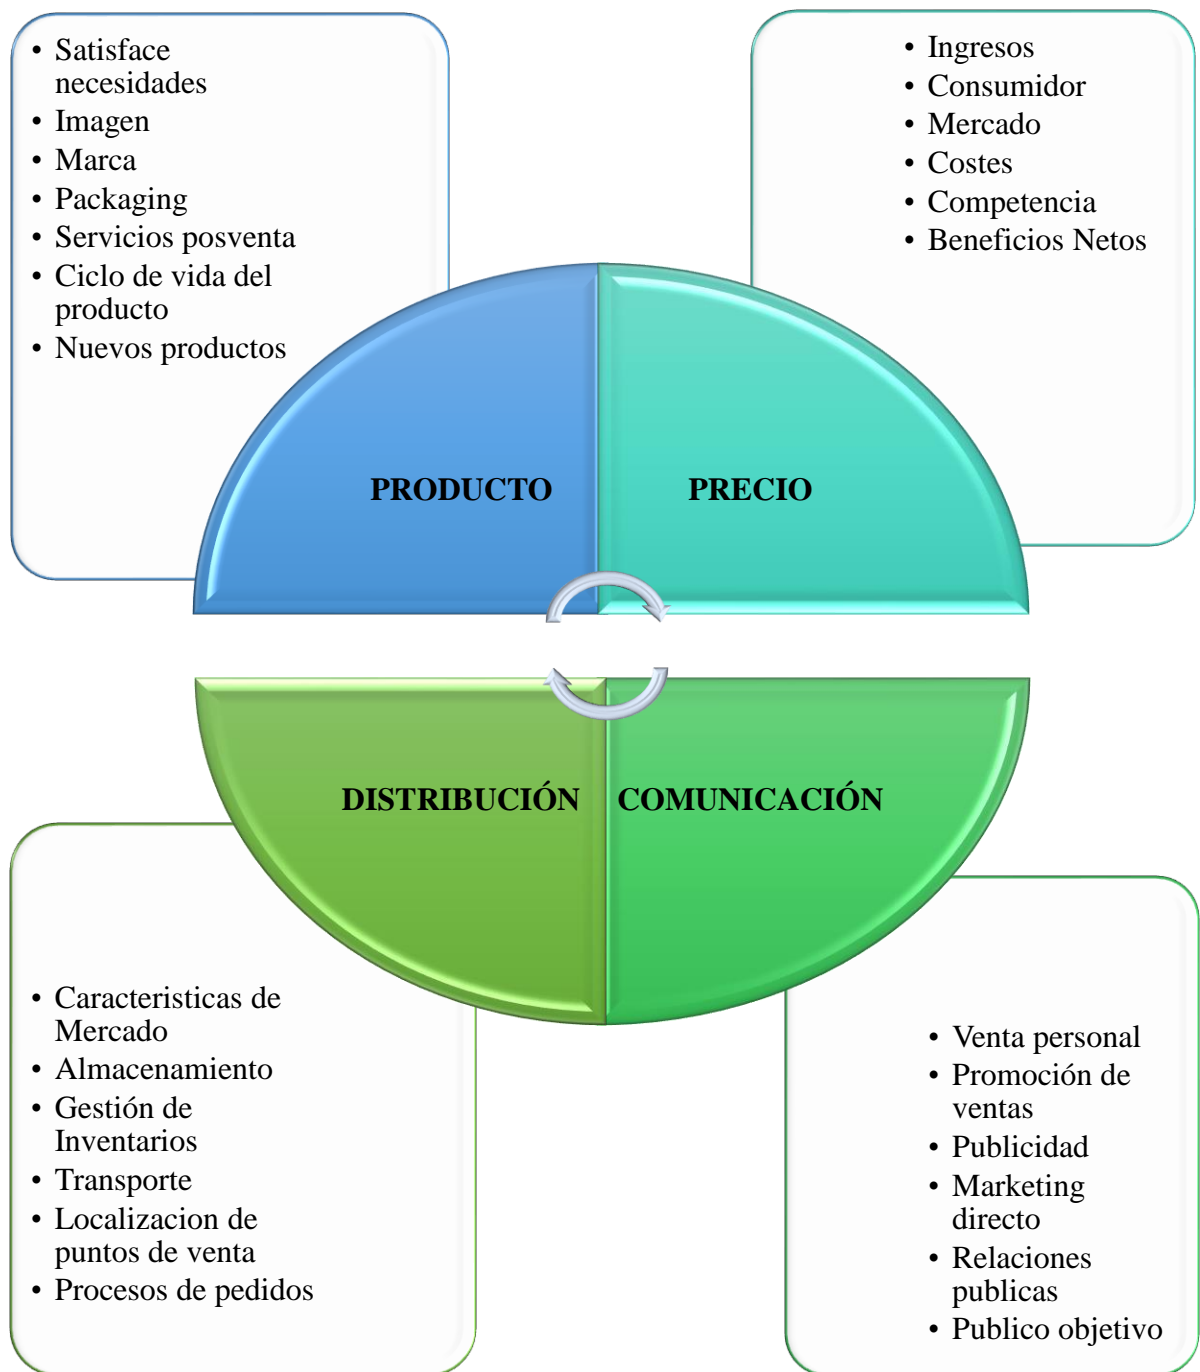 • Satisface
necesidades
• Imagen
• Marca
• Packaging
• Servicios posventa
• Ciclo de vida del
producto
• Nuevos productos
• Ingresos
• Consumidor
• Mercado
• Costes
• Competencia
• Beneficios Netos
PRODUCTO
PRECIO
DISTRIBUCIÓN
COMUNICACIÓN
• Caracteristicas de
Mercado
• Almacenamiento
• Gestión de
Inventarios
• Transporte
• Localizacion de
puntos de venta
• Procesos de pedidos
• Venta personal
• Promoción de
ventas
• Publicidad
• Marketing
directo
• Relaciones
publicas
• Publico objetivo